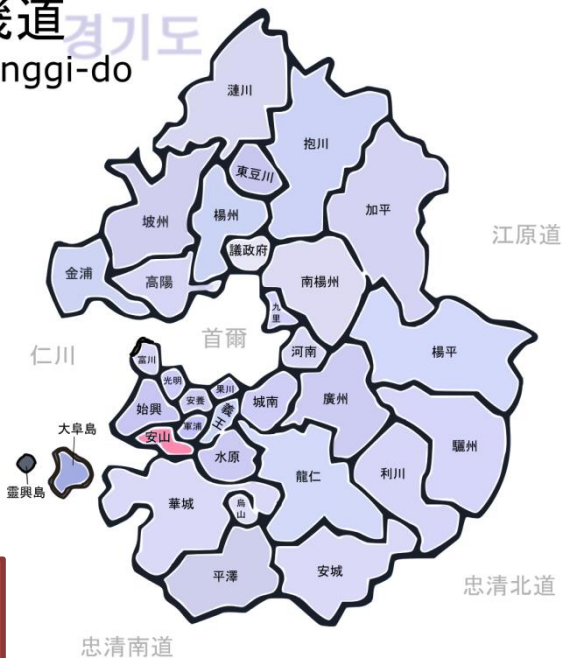 畿道
경기도
nggi-do
漣川
抱川
東豆川
加平
楊州
坡州
江原道
議政府
金浦
高陽
南楊州
九
里
首爾
仁川
河南
楊平
富川
光明
果川
安養
城南
廣州
始興
義
王
軍浦
大阜島
安山
驪州
水原
龍仁
利川
靈興島
華城
烏
山
平澤
安城
忠清北道
忠清南道